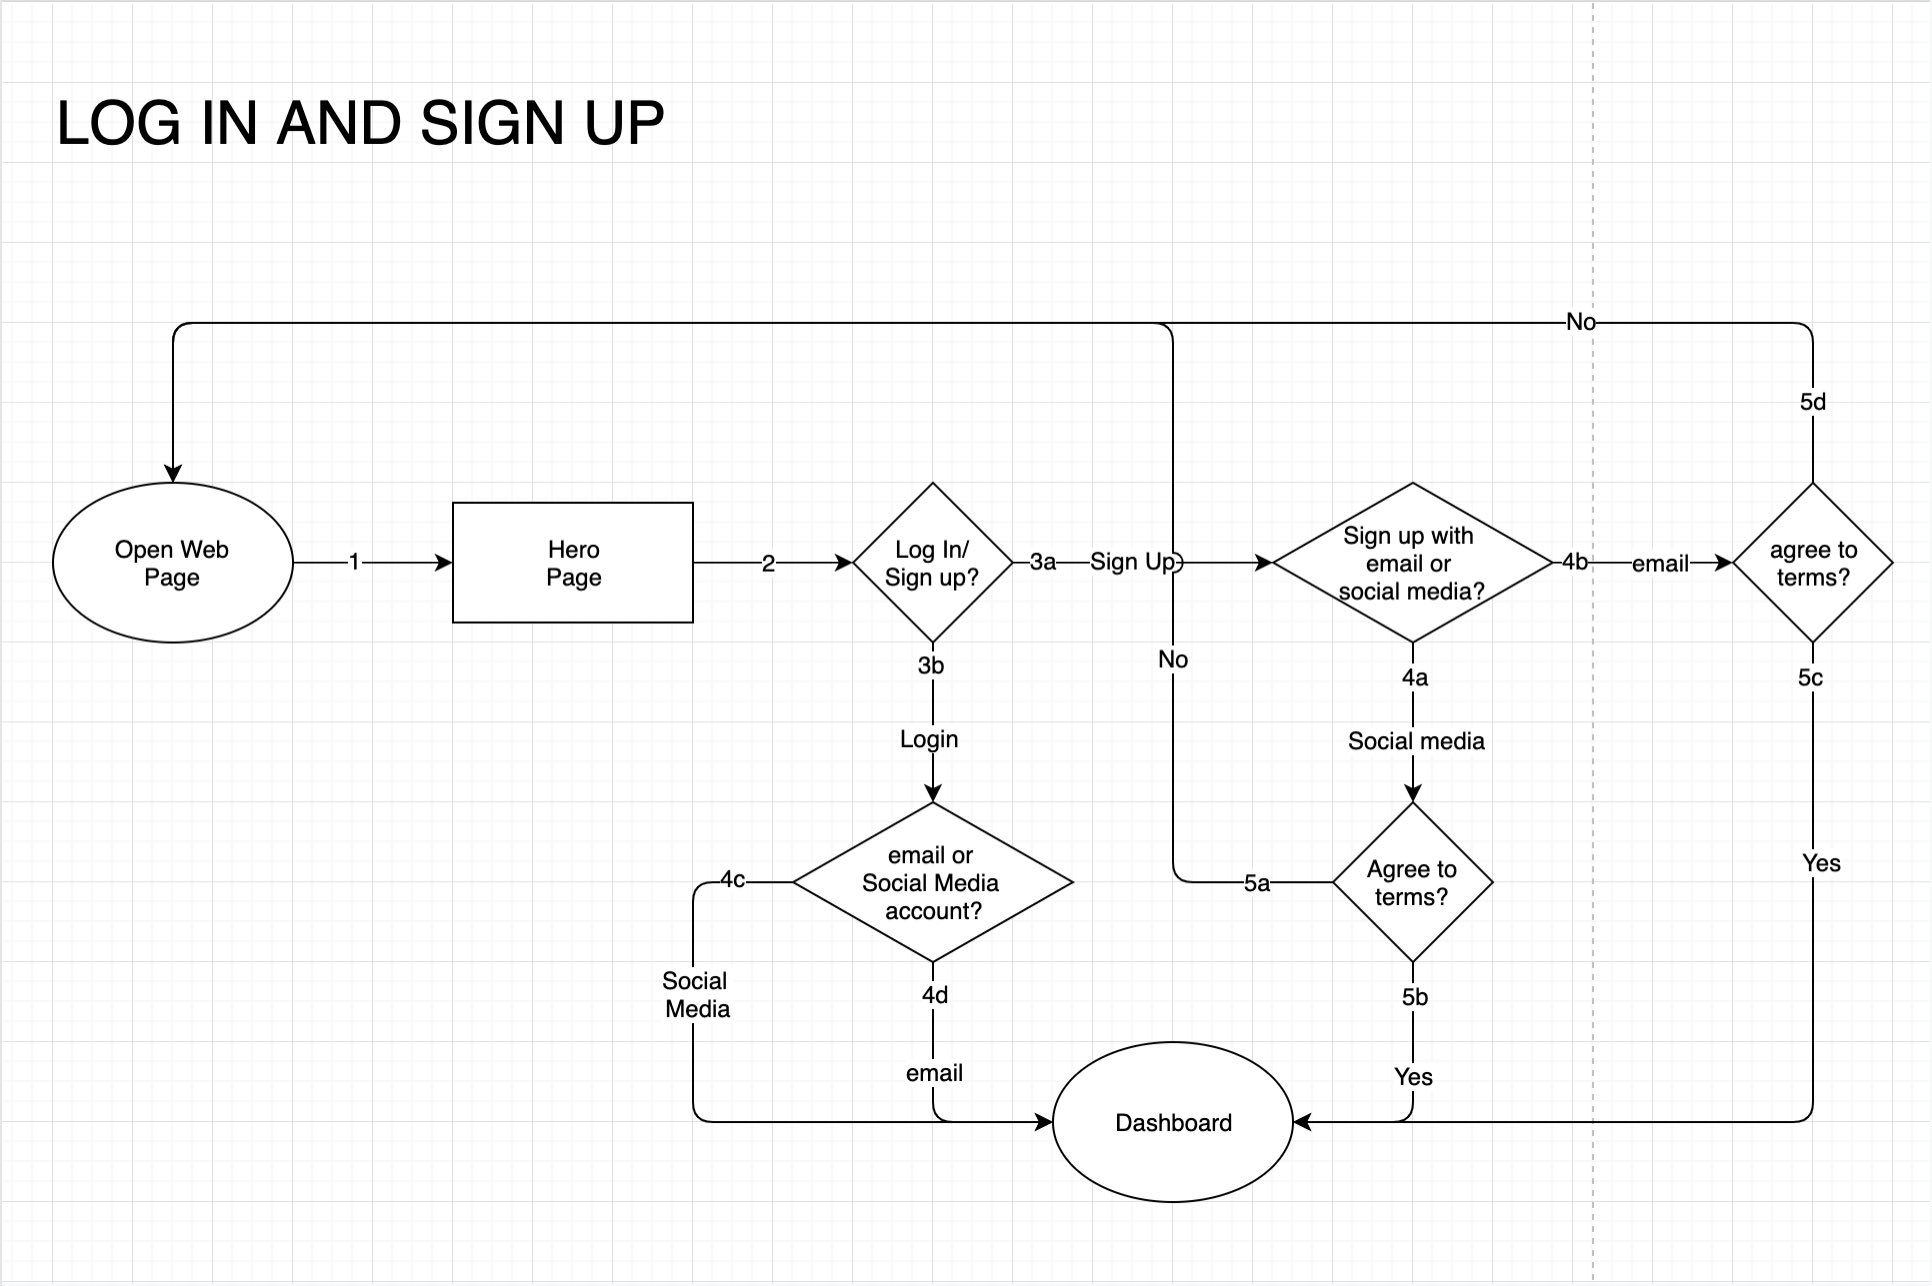 LOG IN AND SIGN UP
No
5d
Open Web
Page
1
Hero
Page
2
Log In/
Sign up?
3a
Sign Up
Sign up with
email or
social media?
4b
email
agree to
terms?
3b
No
4a
5c
Login
Social media
email or
Social Media
account?
4c
5a
Agree to
terms?
Yes
Social
Media
4d
5b
email
Yes
Dashboard